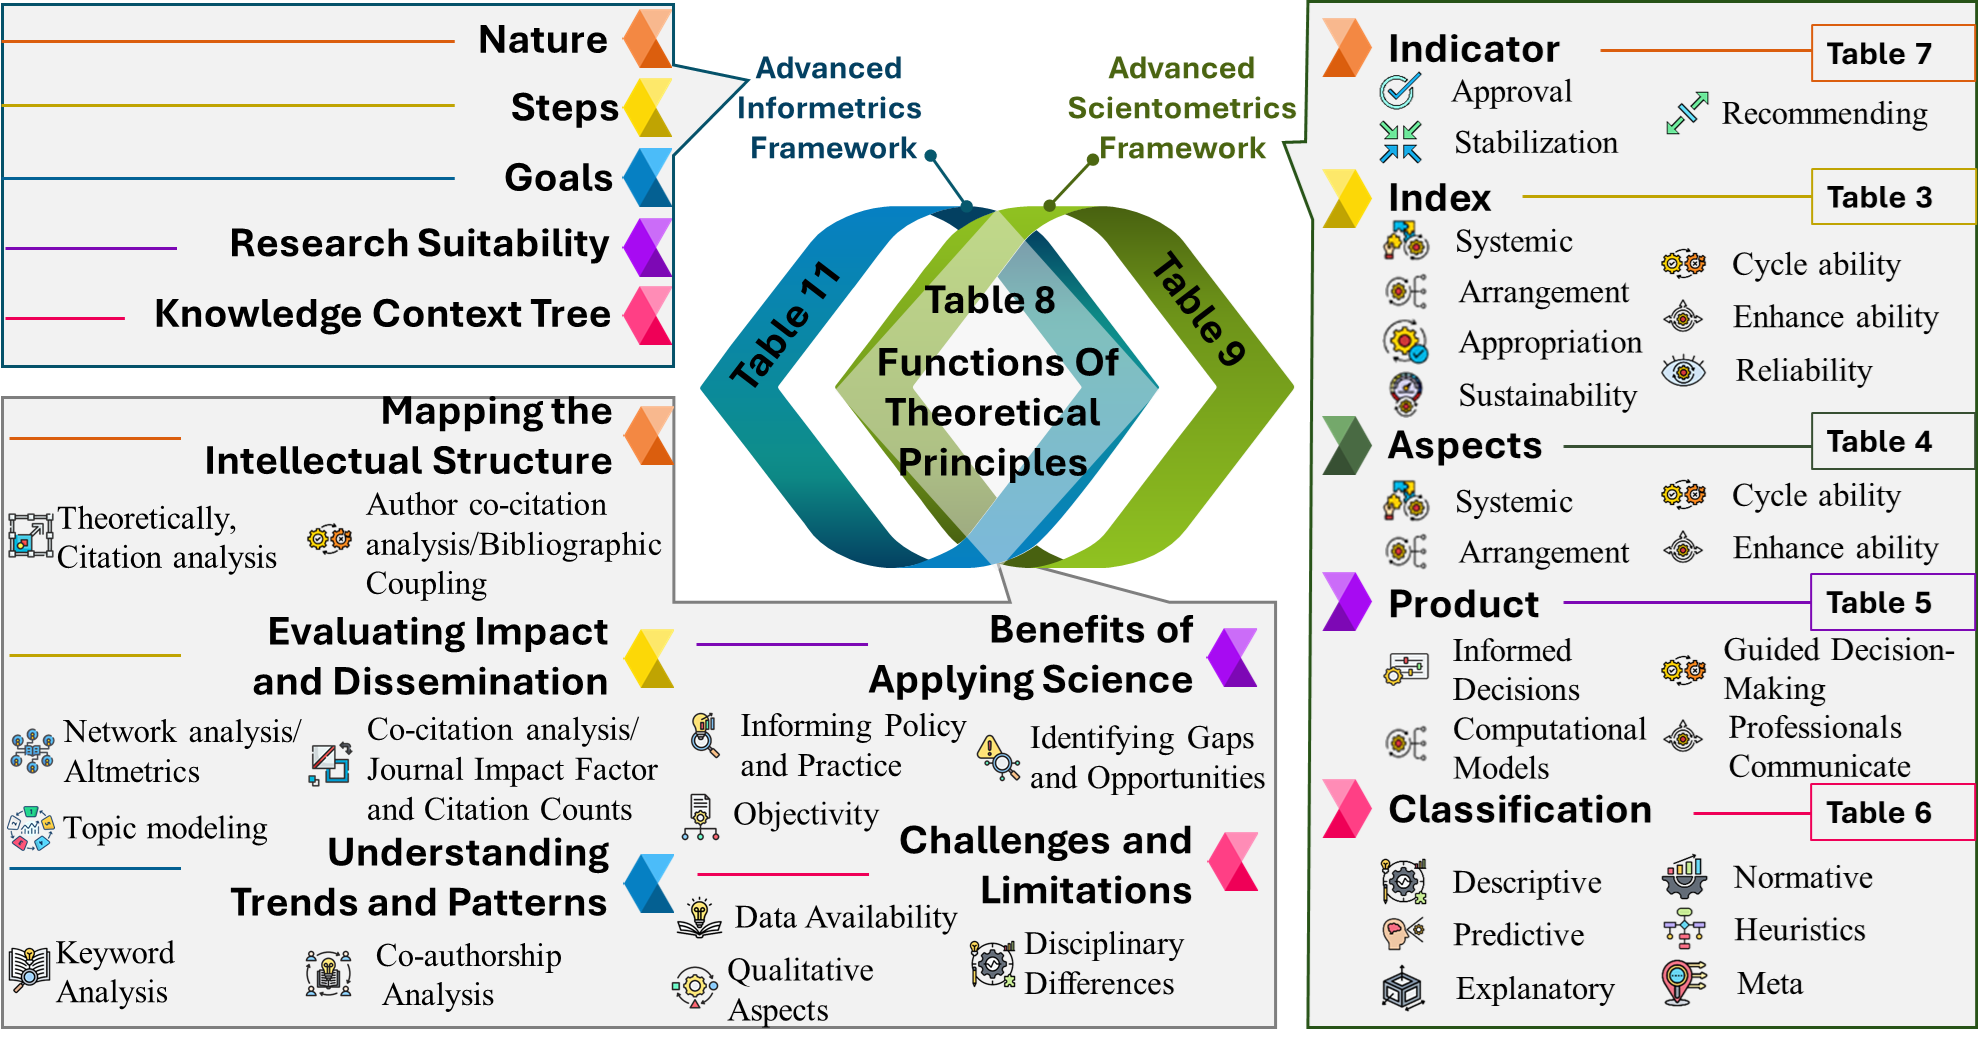 Nature
Steps
Goals
Research Suitability
Knowledge Context Tree
Advanced
Informetrics
Framework
Advanced
Scientometrics
Framework
Table 11
Table 8
Functions Of
Theoretical
Principles
Table 9
Mapping the
Intellectual Structure
Theoretically,
Citation analysis
Author co-citation
analysis/Bibliographic
Coupling
Evaluating Impact
and Dissemination
Network analysis/
Altmetrics
Co-citation analysis/
Journal Impact Factor
and Citation Counts
Topic modeling
Understanding
Trends and Patterns
Keyword
Analysis
Co-authorship
Analysis
Benefits of
Applying Science
Informing Policy
and Practice
Identifying Gaps
and Opportunities
Objectivity
Challenges and
Limitations
Data Availability
Qualitative
Aspects
Disciplinary
Differences
Indicator
Table 7
Approval
Stabilization
Recommending
Index
Table 3
Systemic
Arrangement
Appropriation
Sustainability
Cycle ability
Enhance ability
Reliability
Aspects
Table 4
Systemic
Arrangement
Cycle ability
Enhance ability
Product
Table 5
Informed
Decisions
Computational
Models
Guided Decision-
Making
Professionals
Communicate
Classification
Table 6
Descriptive
Predictive
Explanatory
Normative
Heuristics
Meta